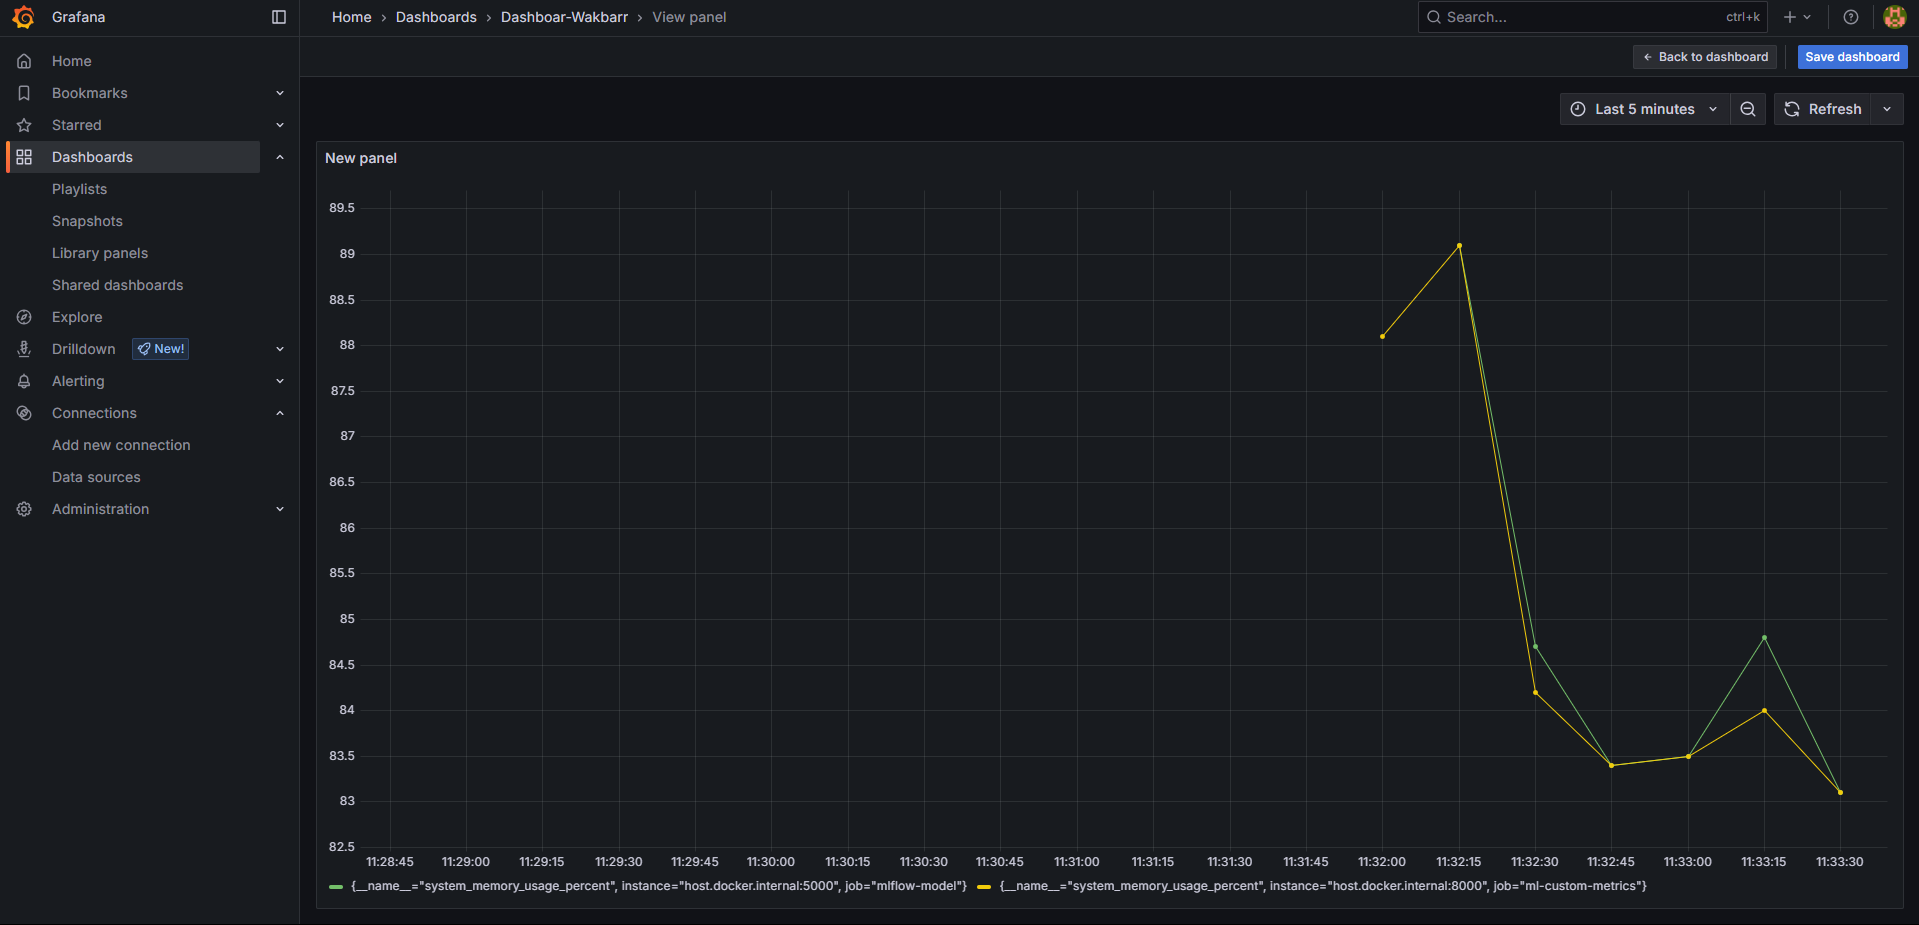 Grafana
Home › Dashboards › Dashboar-Wakbarr › View panel
Search... ctrl+k
Back to dashboard
Save dashboard
Home
Bookmarks
Starred
Dashboards
Playlists
Snapshots
Library panels
Shared dashboards
Explore
Drilldown New!
Alerting
Connections
Add new connection
Data sources
Administration
Last 5 minutes
Refresh
New panel
89.5
89
88.5
88
87.5
87
86.5
86
85.5
85
84.5
84
83.5
83
82.5
11:28:45 11:29:00 11:29:15 11:29:30 11:29:45 11:30:00 11:30:15 11:30:30 11:30:45 11:31:00 11:31:15 11:31:30 11:31:45 11:32:00 11:32:15 11:32:30 11:32:45 11:33:00 11:33:15 11:33:30
{__name__="system_memory_usage_percent", instance="host.docker.internal:5000", job="mlflow-model"} {__name__="system_memory_usage_percent", instance="host.docker.internal:8000", job="ml-custom-metrics"}